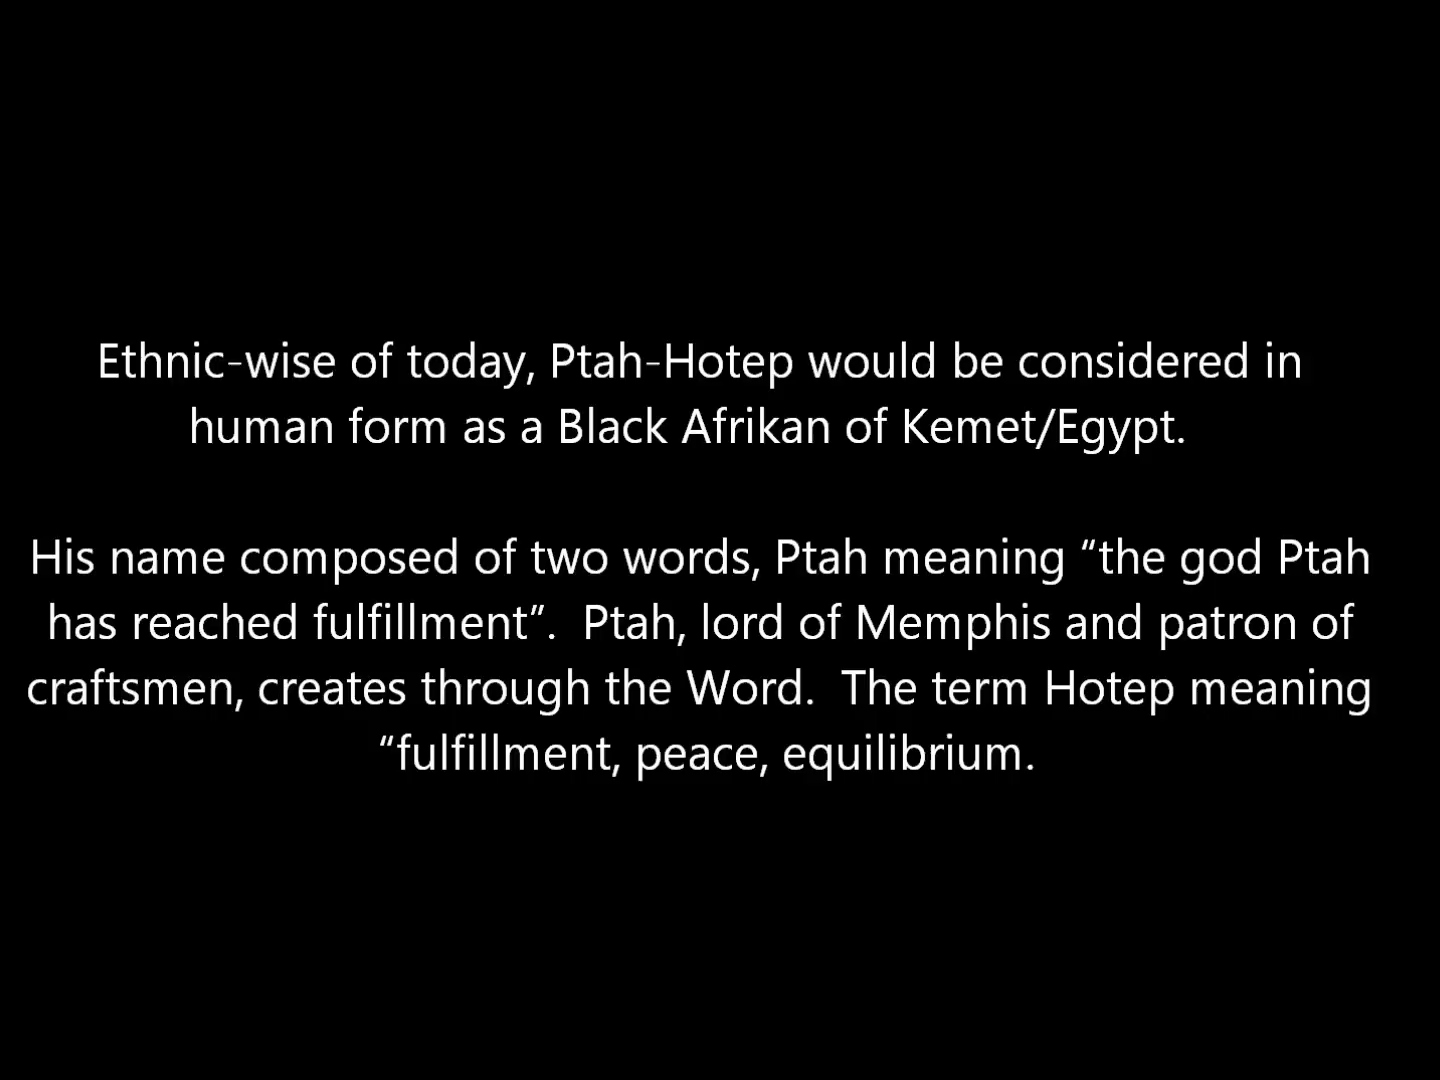 Ethnic-wise of today, Ptah-Hotep would be considered in
human form as a Black Afrikan of Kemet/Egypt.
His name composed of two words, Ptah meaning “the god Ptah
has reached fulfillment”.  Ptah, lord of Memphis and patron of
craftsmen, creates through the Word.  The term Hotep meaning
“fulfillment, peace, equilibrium.